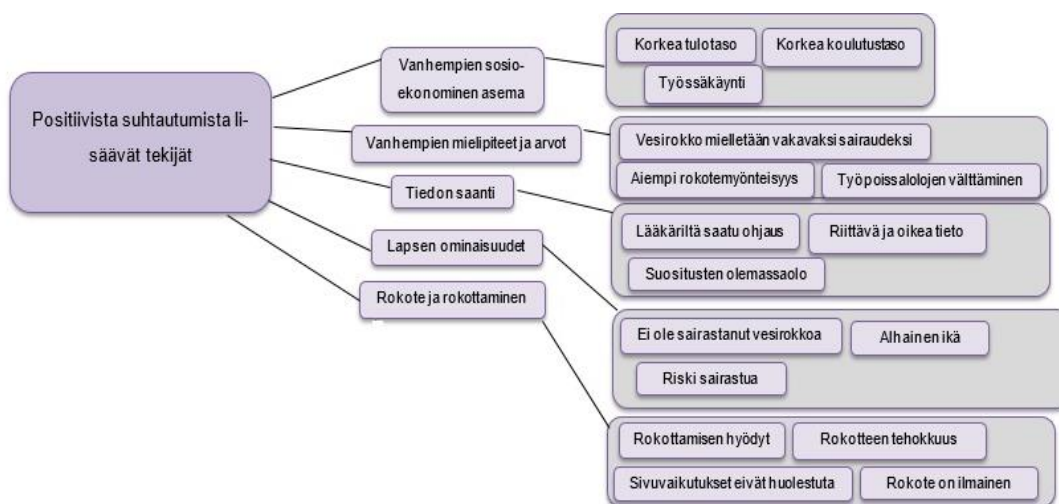 Positiivista suhtautumista li-
säävät tekijät
Vanhempien sosio-
ekonominen asema
Korkea tulotaso
Korkea koulutustaso
Työssäkäynti
Vanhempien mielipiteet ja arvot
Vesirokko mielletään vakavaksi sairaudeksi
Aiempi rokotemyönteisyys
Työpoissalolojen välttäminen
Tiedon saanti
Lääkäriltä saatu ohjaus
Riittävä ja oikea tieto
Suositusten olemassaolo
Lapsen ominaisuudet
Ei ole sairastanut vesirokkoa
Alhainen ikä
Riski sairastua
Rokote ja rokottaminen
Rokottamisen hyödyt
Rokotteen tehokkuus
Sivuvaikutukset eivät huolestuta
Rokote on ilmainen